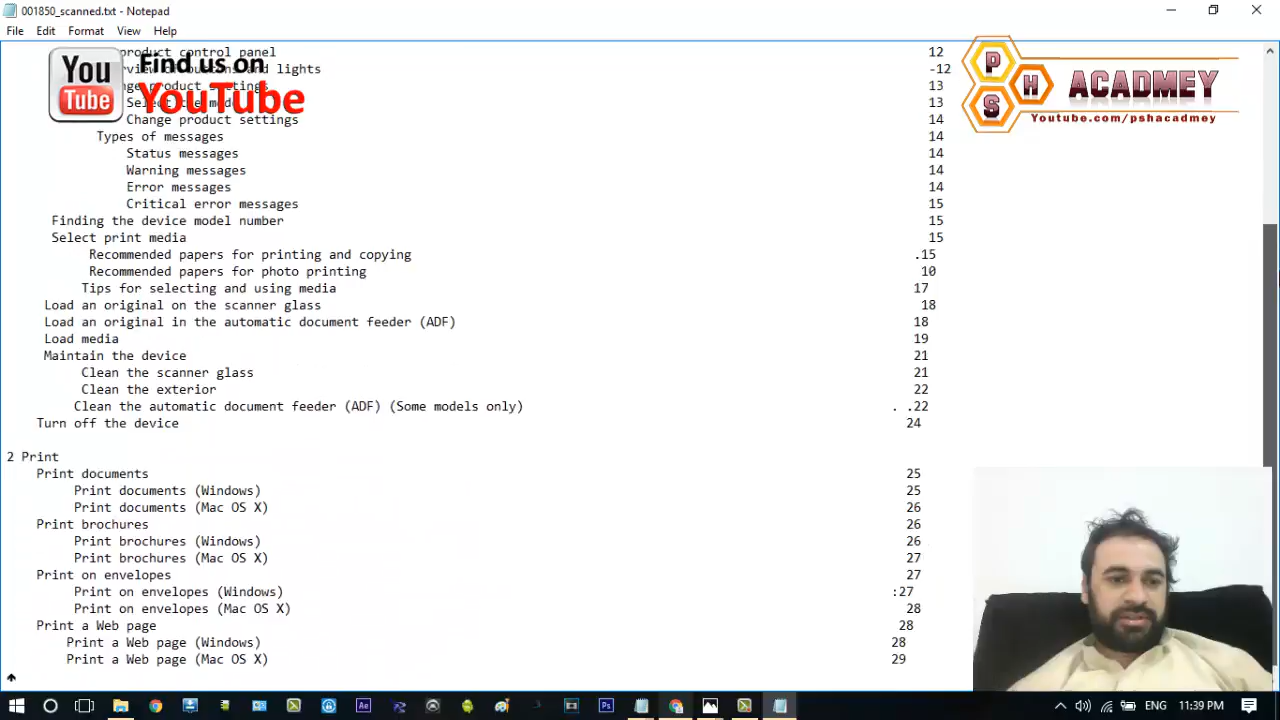 001850_scanned.txt - Notepad
File Edit Format View Help
product control panel 12
You Tube
Find us on YouTube
and lights -12
13
Select the 13
Change product settings 14
Types of messages 14
Status messages 14
Warning messages 14
Error messages 14
Critical error messages 15
Finding the device model number 15
Select print media 15
Recommended papers for printing and copying .15
Recommended papers for photo printing 10
Tips for selecting and using media 17
Load an original on the scanner glass 18
Load an original in the automatic document feeder (ADF) 18
Load media 19
Maintain the device 21
Clean the scanner glass 21
Clean the exterior 22
Clean the automatic document feeder (ADF) (Some models only) . .22
Turn off the device 24
2 Print
Print documents 25
Print documents (Windows) 25
Print documents (Mac OS X) 26
Print brochures 26
Print brochures (Windows) 26
Print brochures (Mac OS X) 27
Print on envelopes 27
Print on envelopes (Windows) :27
Print on envelopes (Mac OS X) 28
Print a Web page 28
Print a Web page (Windows) 28
Print a Web page (Mac OS X) 29
P S H ACADMEY
Youtube.com/pshacadmey
Ae Ps ENG 11:39 PM